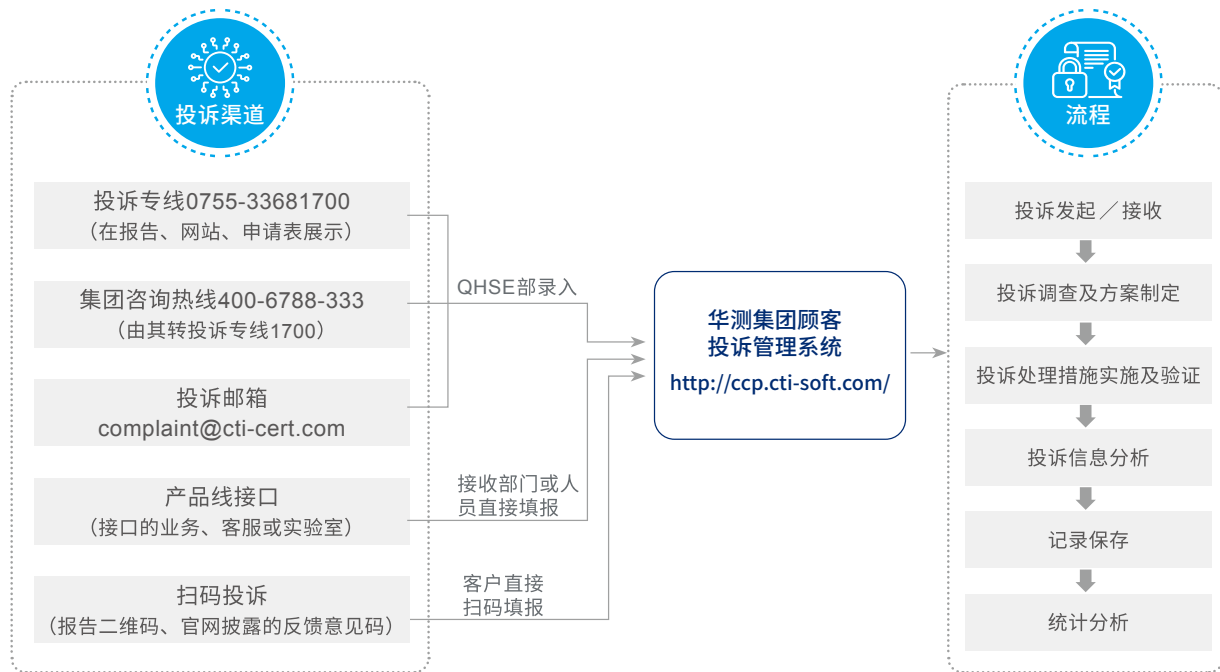 投诉渠道
投诉专线0755-33681700
（在报告、网站、申请表展示）
集团咨询热线400-6788-333
（由其转投诉专线1700）
投诉邮箱
complaint@cti-cert.com
产品线接口
（接口的业务、客服或实验室）
扫码投诉
（报告二维码、官网披露的反馈意见码）
QHSE部录入
接收部门或人
员直接填报
客户直接
扫码填报
华测集团顾客
投诉管理系统
http://ccp.cti-soft.com/
流程
投诉发起／接收
投诉调查及方案制定
投诉处理措施实施及验证
投诉信息分析
记录保存
统计分析